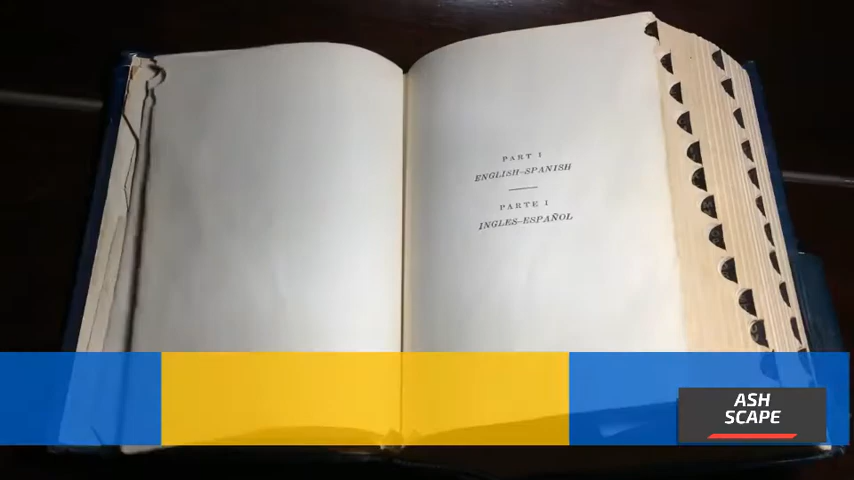 PART I
ENGLISH–SPANISH
PARTE I
INGLES–ESPAÑOL
ASH
SCAPE